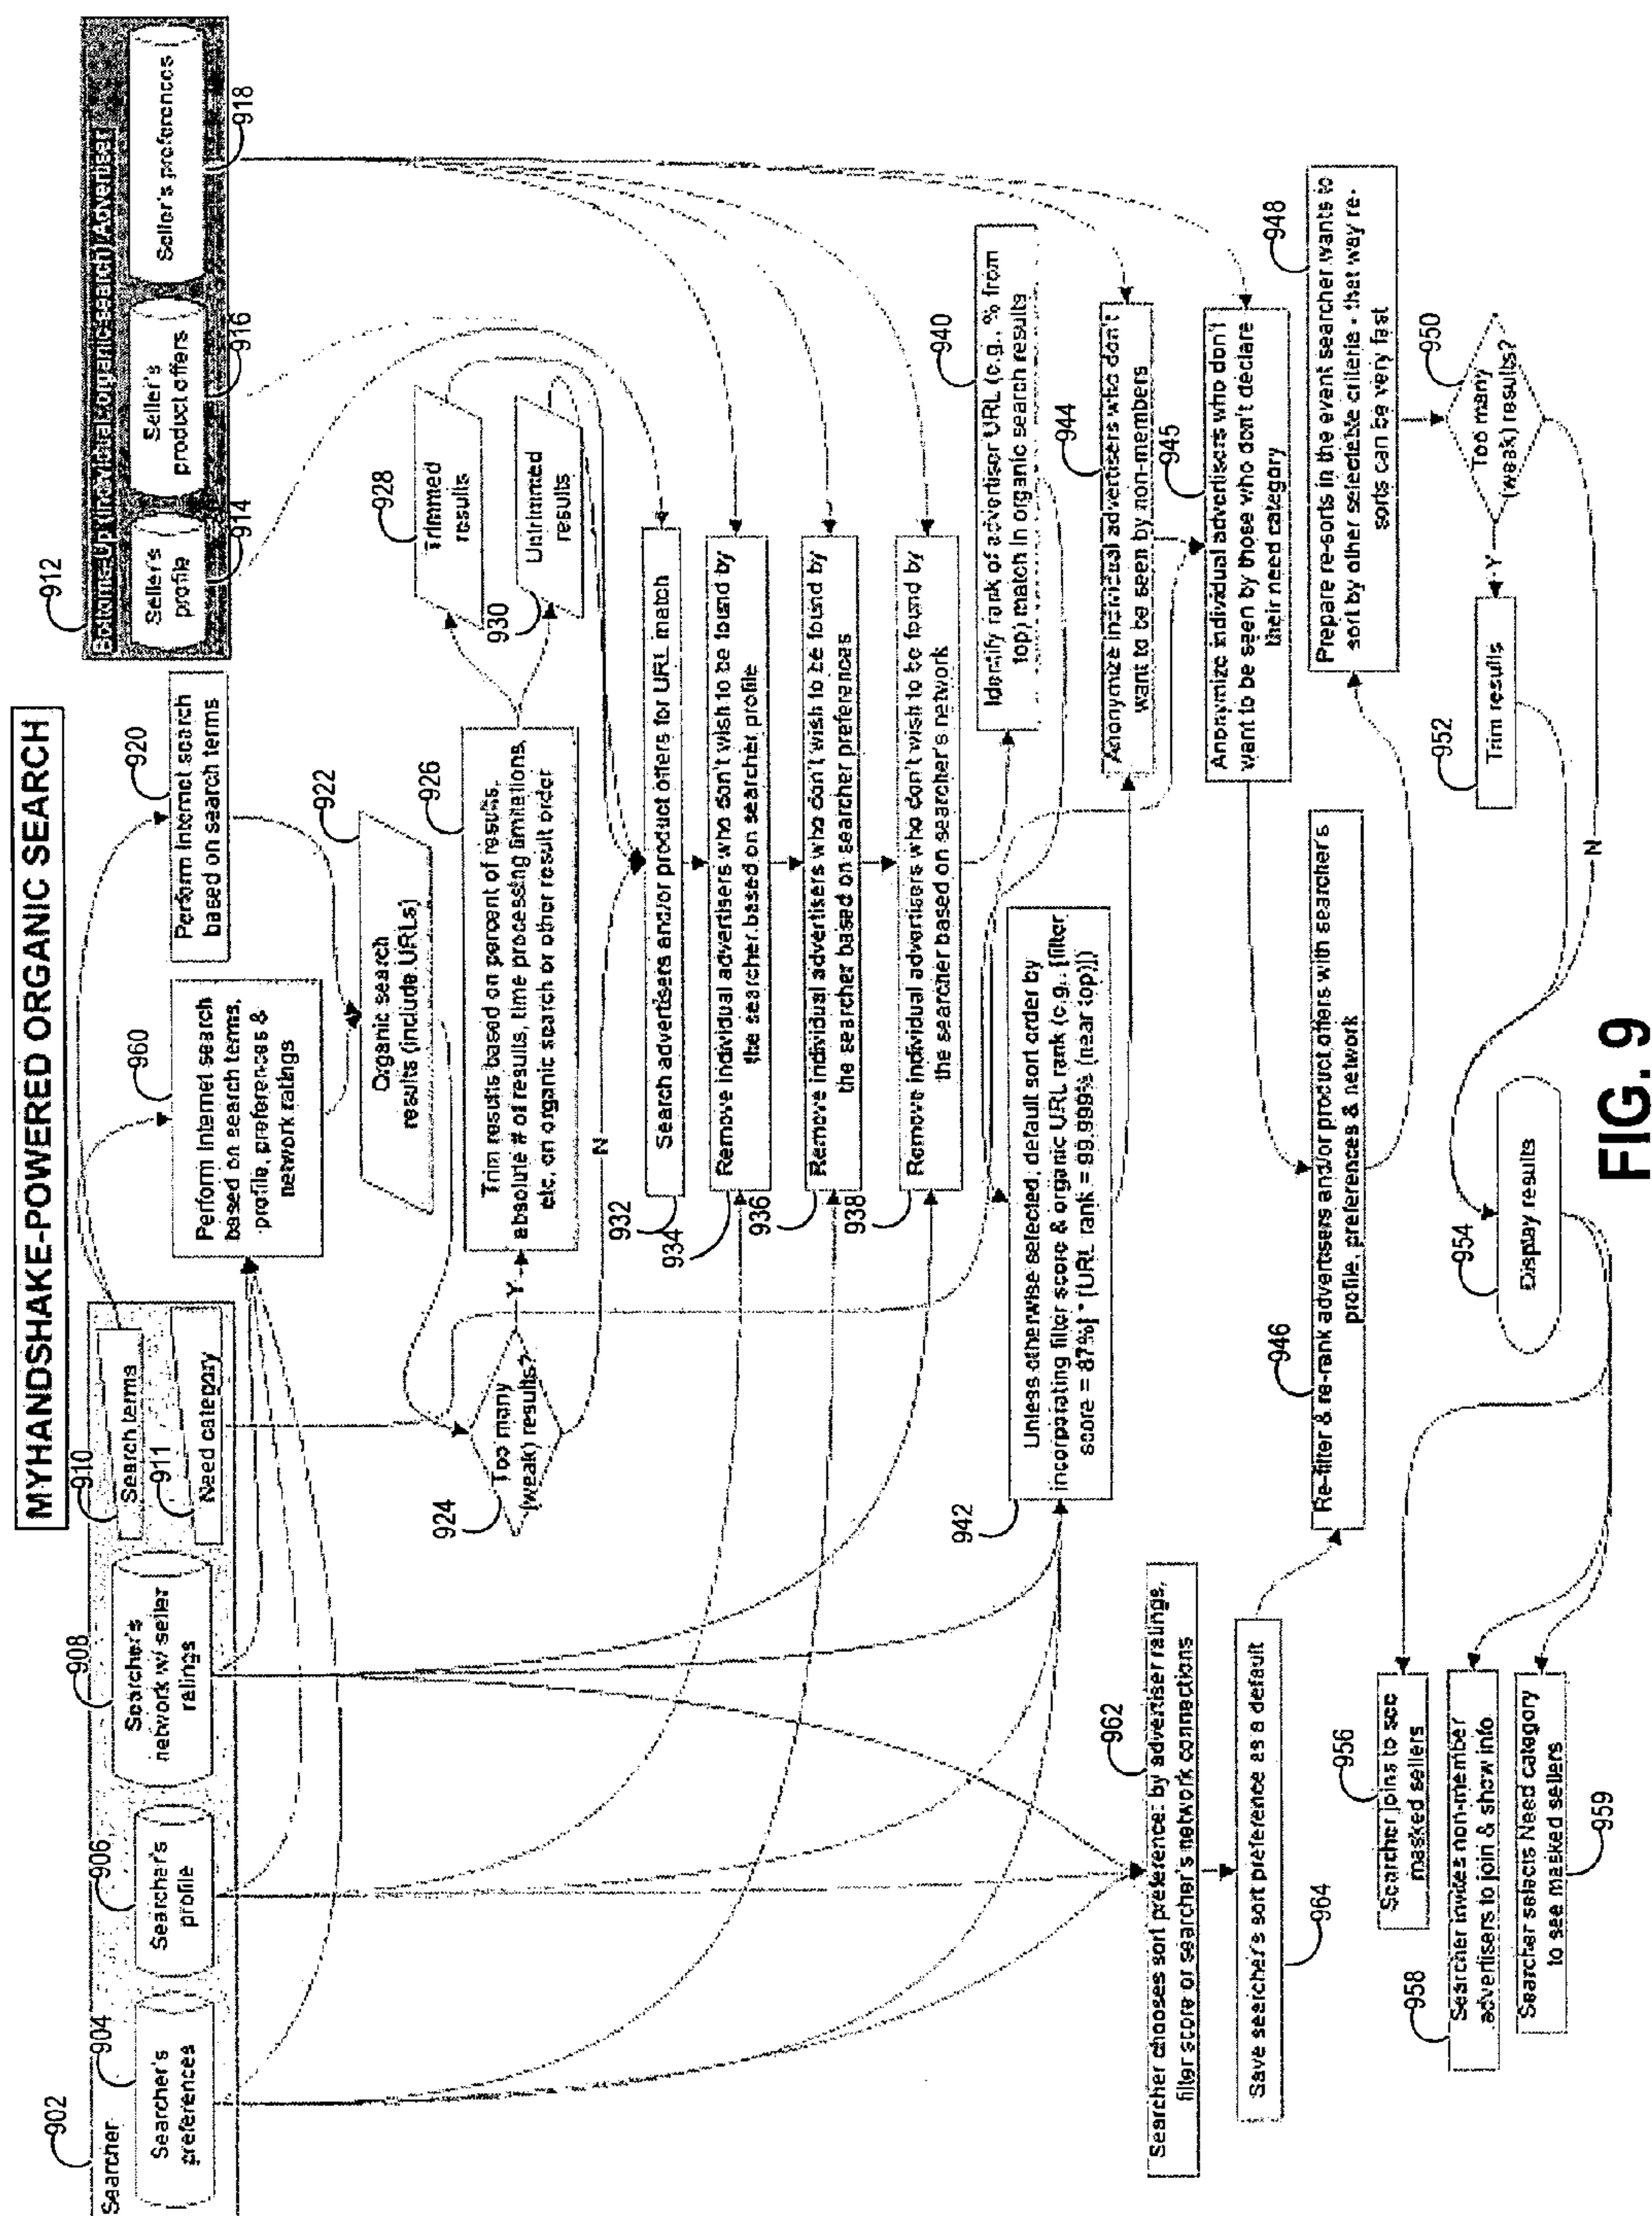 MYHANDSHAKE-POWERED ORGANIC SEARCH
902
Searcher
904
Searcher's
preferences
906
Searcher's
profile
908
Searcher's
network w/ seller
ratings
910
Search terms
911
Need category
960
Perform Internet search
based on search terms,
profile, preferences &
network ratings
920
Perform Internet search
based on search terms
912
Advertiser
Seller's
profile
914
Seller's
product offers
916
Seller's preferences
918
922
Organic search
results (include URLs)
924
Too many
(weak) results?
Y
N
926
Trim results based on percent of results,
absolute # of results, time processing limitations,
etc, on organic search or other result order
928
Trimmed
results
930
Untrimmed
results
932
Search advertisers and/or product offers for URL match
934
Remove individual advertisers who don't wish to be found by
the searcher based on searcher profile
936
Remove individual advertisers who don't wish to be found by
the searcher based on searcher preferences
938
Remove individual advertisers who don't wish to be found by
the searcher based on searcher's network
940
Identify rank of advertiser URL (e.g., % from
top) match in organic search results
942
Unless otherwise selected, default sort order by
incorporating filter score & organic URL rank (e.g. [filter
score = 87%] * [URL rank = 99.999% (near top)])
944
Anonymize individual advertisers who don't
want to be seen by non-members
945
Anonymize individual advertisers who don't
want to be seen by those who don't declare
their need category
962
Searcher chooses sort preference: by advertiser ratings,
filter score or searcher's network connections
964
Save searcher's sort preference as a default
946
Re-filter & re-rank advertisers and/or product offers with searcher's
profile, preferences & network
948
Prepare re-sorts in the event searcher wants to
sort by other selectable criteria - that way re-
sorts can be very fast
950
Too many
(weak) results?
Y
N
952
Trim results
954
Display results
956
Searcher joins to see
masked sellers
958
Searcher invites non-member
advertisers to join & show info
959
Searcher selects Need category
to see masked sellers
FIG. 9